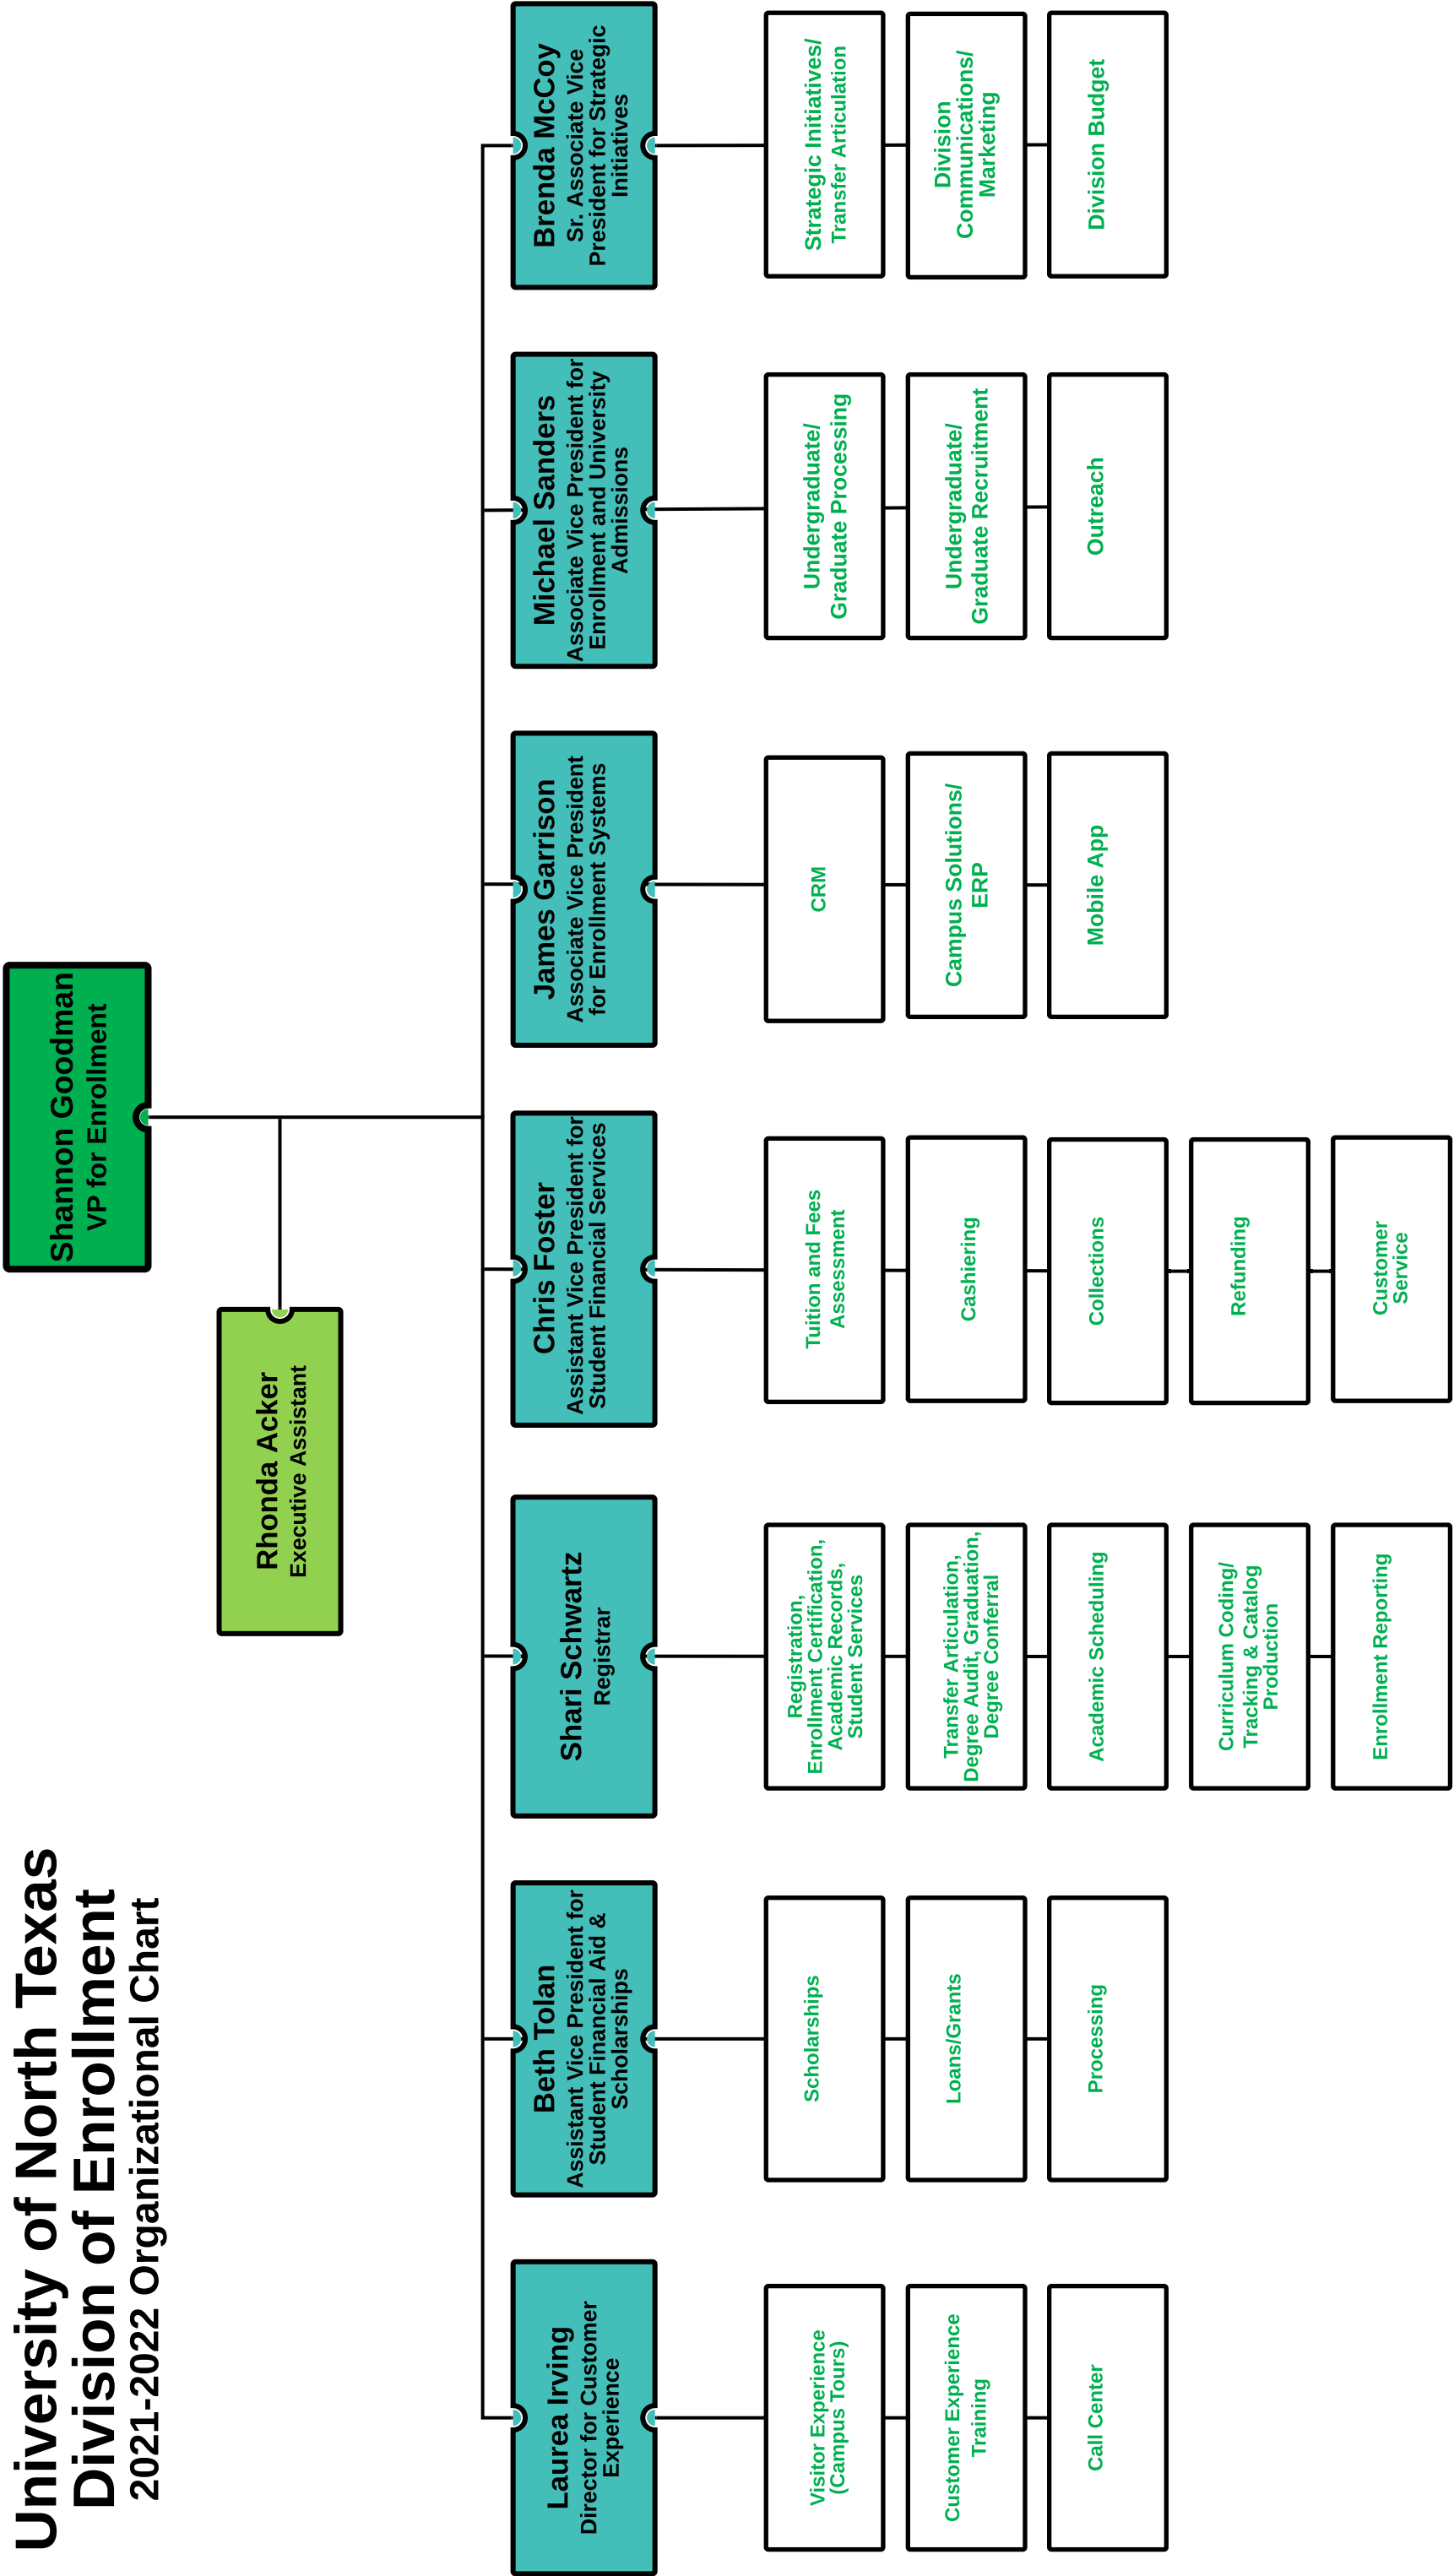 University of North Texas
Division of Enrollment
2021-2022 Organizational Chart
Shannon Goodman
VP for Enrollment
Rhonda Acker
Executive Assistant
Laurea Irving
Director for Customer
Experience
Visitor Experience
(Campus Tours)
Customer Experience
Training
Call Center
Beth Tolan
Assistant Vice President for
Student Financial Aid &
Scholarships
Scholarships
Loans/Grants
Processing
Shari Schwartz
Registrar
Registration,
Enrollment Certification,
Academic Records,
Student Services
Transfer Articulation,
Degree Audit, Graduation,
Degree Conferral
Academic Scheduling
Curriculum Coding/
Tracking & Catalog
Production
Enrollment Reporting
Chris Foster
Assistant Vice President for
Student Financial Services
Tuition and Fees
Assessment
Cashiering
Collections
Refunding
Customer
Service
James Garrison
Associate Vice President
for Enrollment Systems
CRM
Campus Solutions/
ERP
Mobile App
Michael Sanders
Associate Vice President for
Enrollment and University
Admissions
Undergraduate/
Graduate Processing
Undergraduate/
Graduate Recruitment
Outreach
Brenda McCoy
Sr. Associate Vice
President for Strategic
Initiatives
Strategic Initiatives/
Transfer Articulation
Division
Communications/
Marketing
Division Budget